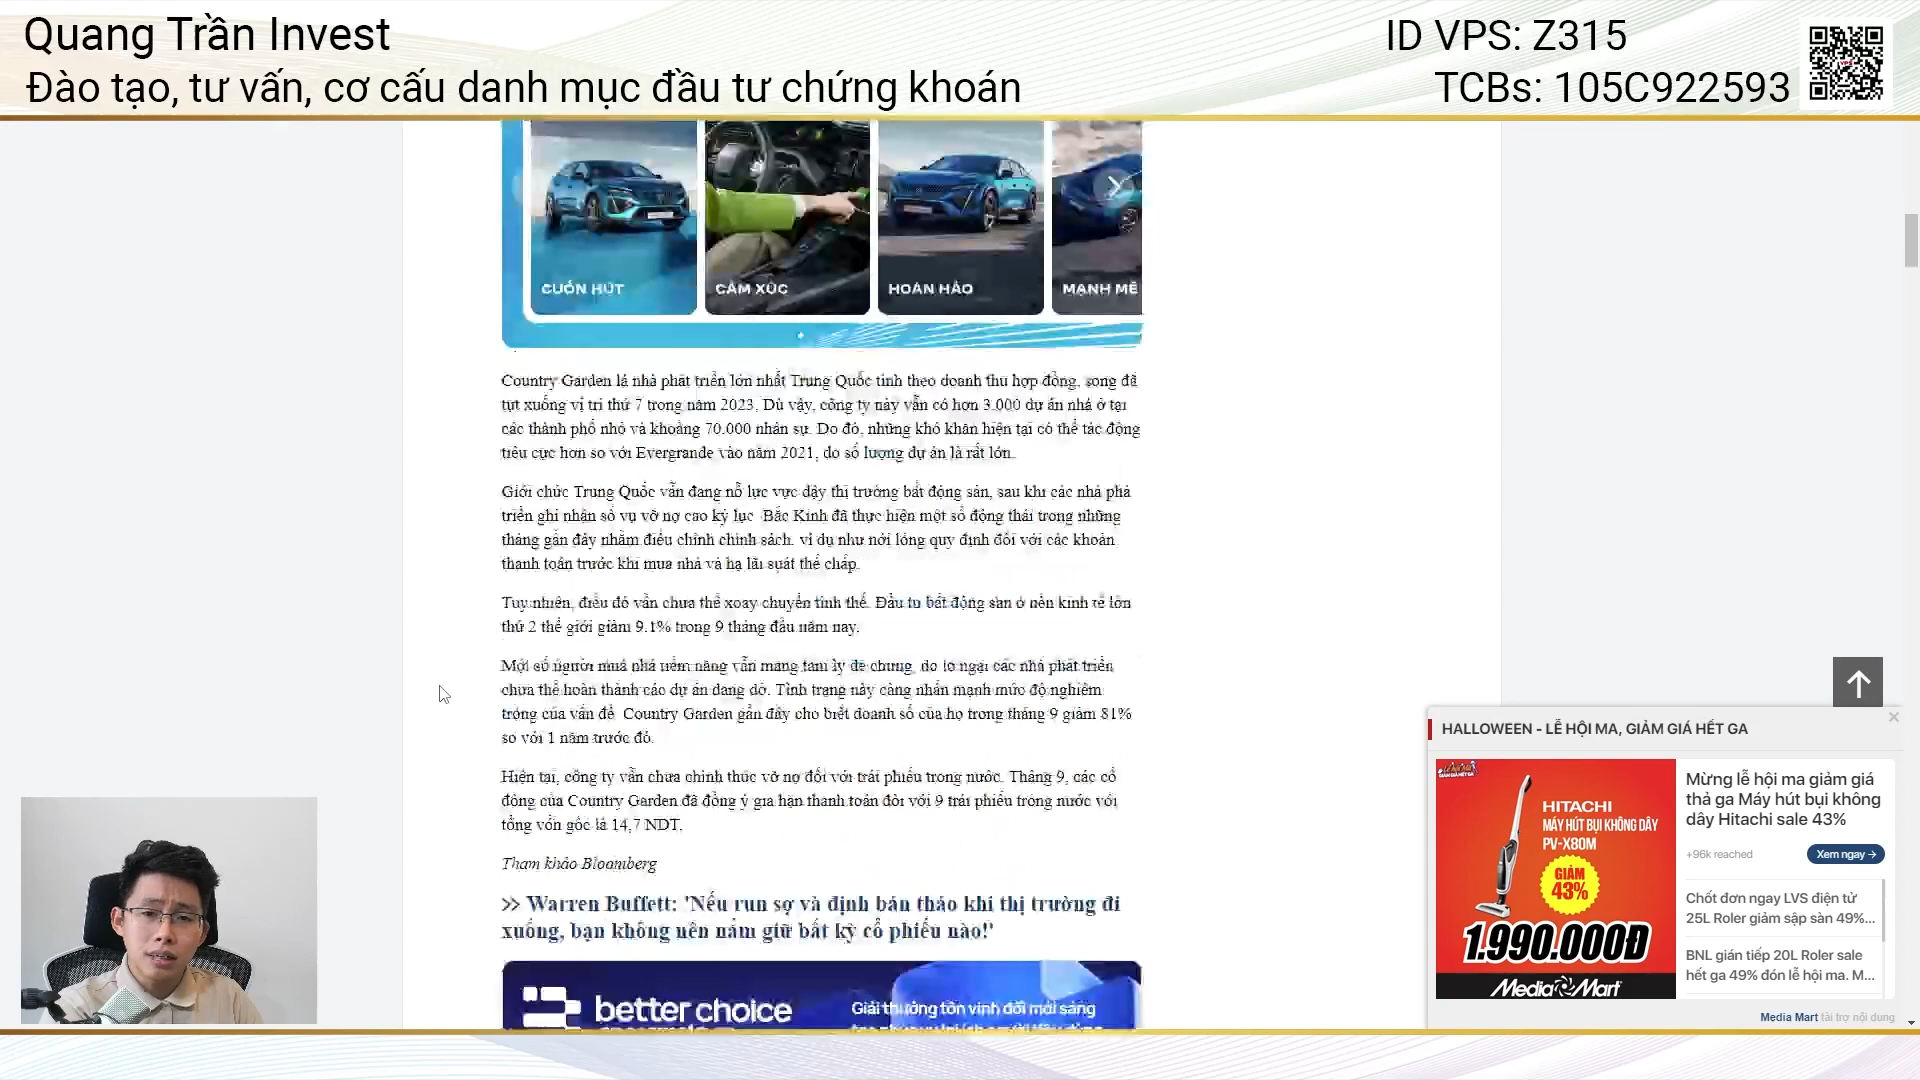 Quang Trần Invest
Đào tạo, tư vấn, cơ cấu danh mục đầu tư chứng khoán
ID VPS: Z315
TCBs: 105C922593
CUỐN HÚT
CẢM XÚC
HOÀN HẢO
MẠNH MẼ
Country Garden là nhà phát triển lớn nhất Trung Quốc tính theo doanh thu hợp đồng, song đã
tụt xuống vị trí thứ 7 trong năm 2023. Dù vậy, công ty này vẫn có hơn 3.000 dự án nhà ở tại
các thành phố nhỏ và khoảng 70.000 nhân sự. Do đó, những khó khăn hiện tại có thể tác động
tiêu cực hơn so với Evergrande vào năm 2021, do số lượng dự án là rất lớn.
Giới chức Trung Quốc vẫn đang nỗ lực vực dậy thị trường bất động sản, sau khi các nhà phá
triển ghi nhận số vụ vỡ nợ cao kỷ lục. Bắc Kinh đã thực hiện một số động thái trong những
tháng gần đây nhằm điều chỉnh chính sách, ví dụ như nới lỏng quy định đối với các khoản
thanh toán trước khi mua nhà và hạ lãi suất thế chấp.
Tuy nhiên, điều đó vẫn chưa thể xoay chuyển tình thế. Đầu tư bất động sản ở nền kinh tế lớn
thứ 2 thế giới giảm 9.1% trong 9 tháng đầu năm nay.
Một số người mua nhà tiềm năng vẫn mang tâm lý dè chừng, do lo ngại các nhà phát triển
chưa thể hoàn thành các dự án dang dở. Tình trạng này càng nhấn mạnh mức độ nghiêm
trọng của vấn đề. Country Garden gần đây cho biết doanh số của họ trong tháng 9 giảm 81%
so với 1 năm trước đó.
Hiện tại, công ty vẫn chưa chính thức vỡ nợ đối với trái phiếu trong nước. Tháng 9, các cổ
đông của Country Garden đã đồng ý gia hạn thanh toán đối với 9 trái phiếu trong nước với
tổng vốn gốc là 14,7 NDT.
Tham khảo Bloomberg
>> Warren Buffett: 'Nếu run sợ và định bán tháo khi thị trường đi
xuống, bạn không nên nắm giữ bất kỳ cổ phiếu nào!'
better choice
Giải thưởng tôn vinh đổi mới sáng
HALLOWEEN - LỄ HỘI MA, GIẢM GIÁ HẾT GA
HITACHI
MÁY HÚT BỤI KHÔNG DÂY
PV-X80M
GIẢM
43%
1.990.000Đ
MediaMart
Mừng lễ hội ma giảm giá
thả ga Máy hút bụi không
dây Hitachi sale 43%
+96k reached
Xem ngay →
Chốt đơn ngay LVS điện tử
25L Roler giảm sập sàn 49%...
BNL gián tiếp 20L Roler sale
hết ga 49% đón lễ hội ma. M...
Media Mart tài trợ nội dung